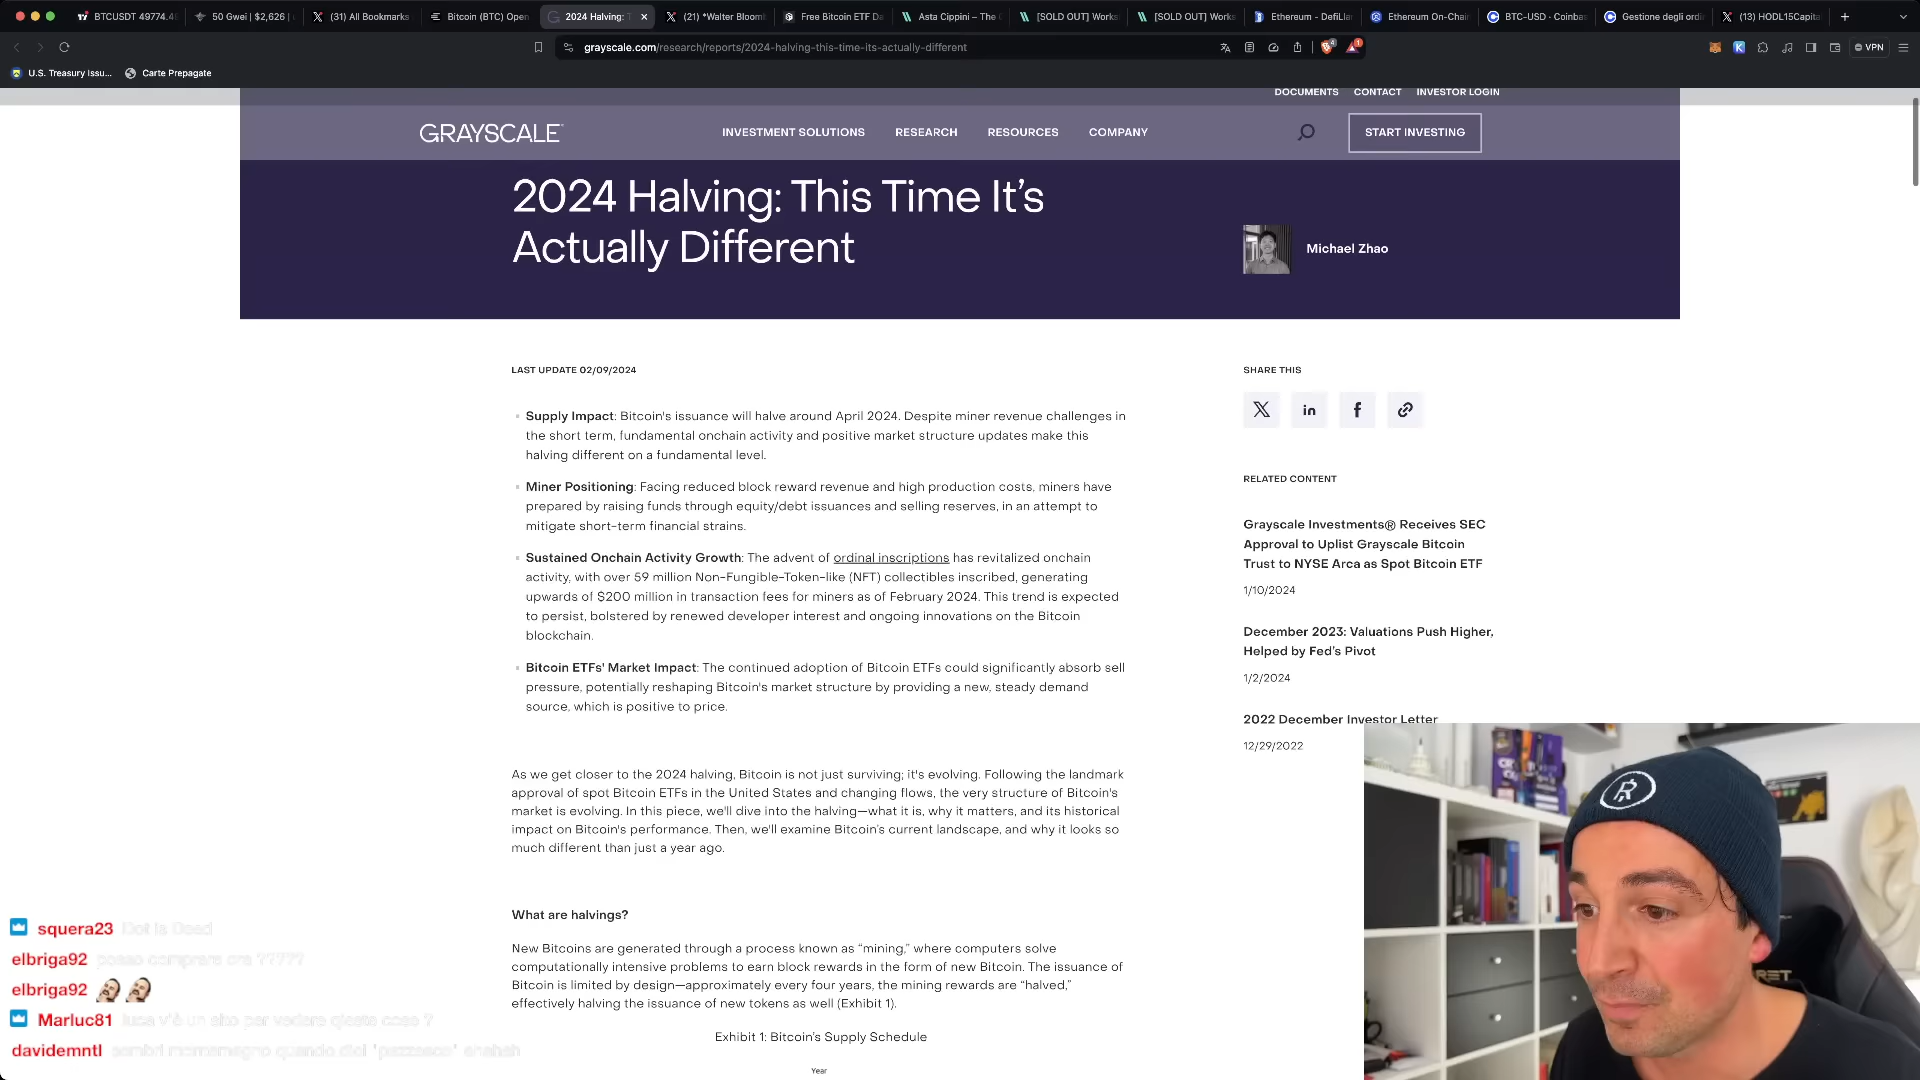 BTCUSDT 49774.4
50 Gwei | $2,626 |
(31) All Bookmarks
Bitcoin (BTC) Open
2024 Halving: T
(21) *Walter Bloom
Free Bitcoin ETF Da
Asta Cippini – The
[SOLD OUT] Works
[SOLD OUT] Works
Ethereum - DefiLla
Ethereum On-Chai
BTC-USD · Coinba
Gestione degli ordi
(13) HODL15Capita
grayscale.com/research/reports/2024-halving-this-time-its-actually-different
VPN
U.S. Treasury Issu...
Carte Prepagate
DOCUMENTS CONTACT INVESTOR LOGIN
GRAYSCALE
INVESTMENT SOLUTIONS RESEARCH RESOURCES COMPANY
START INVESTING
2024 Halving: This Time It's
Actually Different
Michael Zhao
LAST UPDATE 02/09/2024
Supply Impact: Bitcoin's issuance will halve around April 2024. Despite miner revenue challenges in
the short term, fundamental onchain activity and positive market structure updates make this
halving different on a fundamental level.
Miner Positioning: Facing reduced block reward revenue and high production costs, miners have
prepared by raising funds through equity/debt issuances and selling reserves, in an attempt to
mitigate short-term financial strains.
Sustained Onchain Activity Growth: The advent of ordinal inscriptions has revitalized onchain
activity, with over 59 million Non-Fungible-Token-like (NFT) collectibles inscribed, generating
upwards of $200 million in transaction fees for miners as of February 2024. This trend is expected
to persist, bolstered by renewed developer interest and ongoing innovations on the Bitcoin
blockchain.
Bitcoin ETFs' Market Impact: The continued adoption of Bitcoin ETFs could significantly absorb sell
pressure, potentially reshaping Bitcoin's market structure by providing a new, steady demand
source, which is positive to price.
As we get closer to the 2024 halving, Bitcoin is not just surviving; it's evolving. Following the landmark
approval of spot Bitcoin ETFs in the United States and changing flows, the very structure of Bitcoin's
market is evolving. In this piece, we'll dive into the halving—what it is, why it matters, and its historical
impact on Bitcoin's performance. Then, we'll examine Bitcoin's current landscape, and why it looks so
much different than just a year ago.
What are halvings?
New Bitcoins are generated through a process known as “mining,” where computers solve
computationally intensive problems to earn block rewards in the form of new Bitcoin. The issuance of
Bitcoin is limited by design—approximately every four years, the mining rewards are “halved,”
effectively halving the issuance of new tokens as well (Exhibit 1).
Exhibit 1: Bitcoin's Supply Schedule
Year
SHARE THIS
RELATED CONTENT
Grayscale Investments® Receives SEC
Approval to Uplist Grayscale Bitcoin
Trust to NYSE Arca as Spot Bitcoin ETF
1/10/2024
December 2023: Valuations Push Higher,
Helped by Fed's Pivot
1/2/2024
2022 December Investor Letter
12/29/2022
squera23 Dot is Dead
elbriga92 posso comprare ora ?????
elbriga92
Marluc81 luca v'è un sito per vedere queste cose ?
davidemntl sembri montemagno quando dici "pazzesco" ahahah